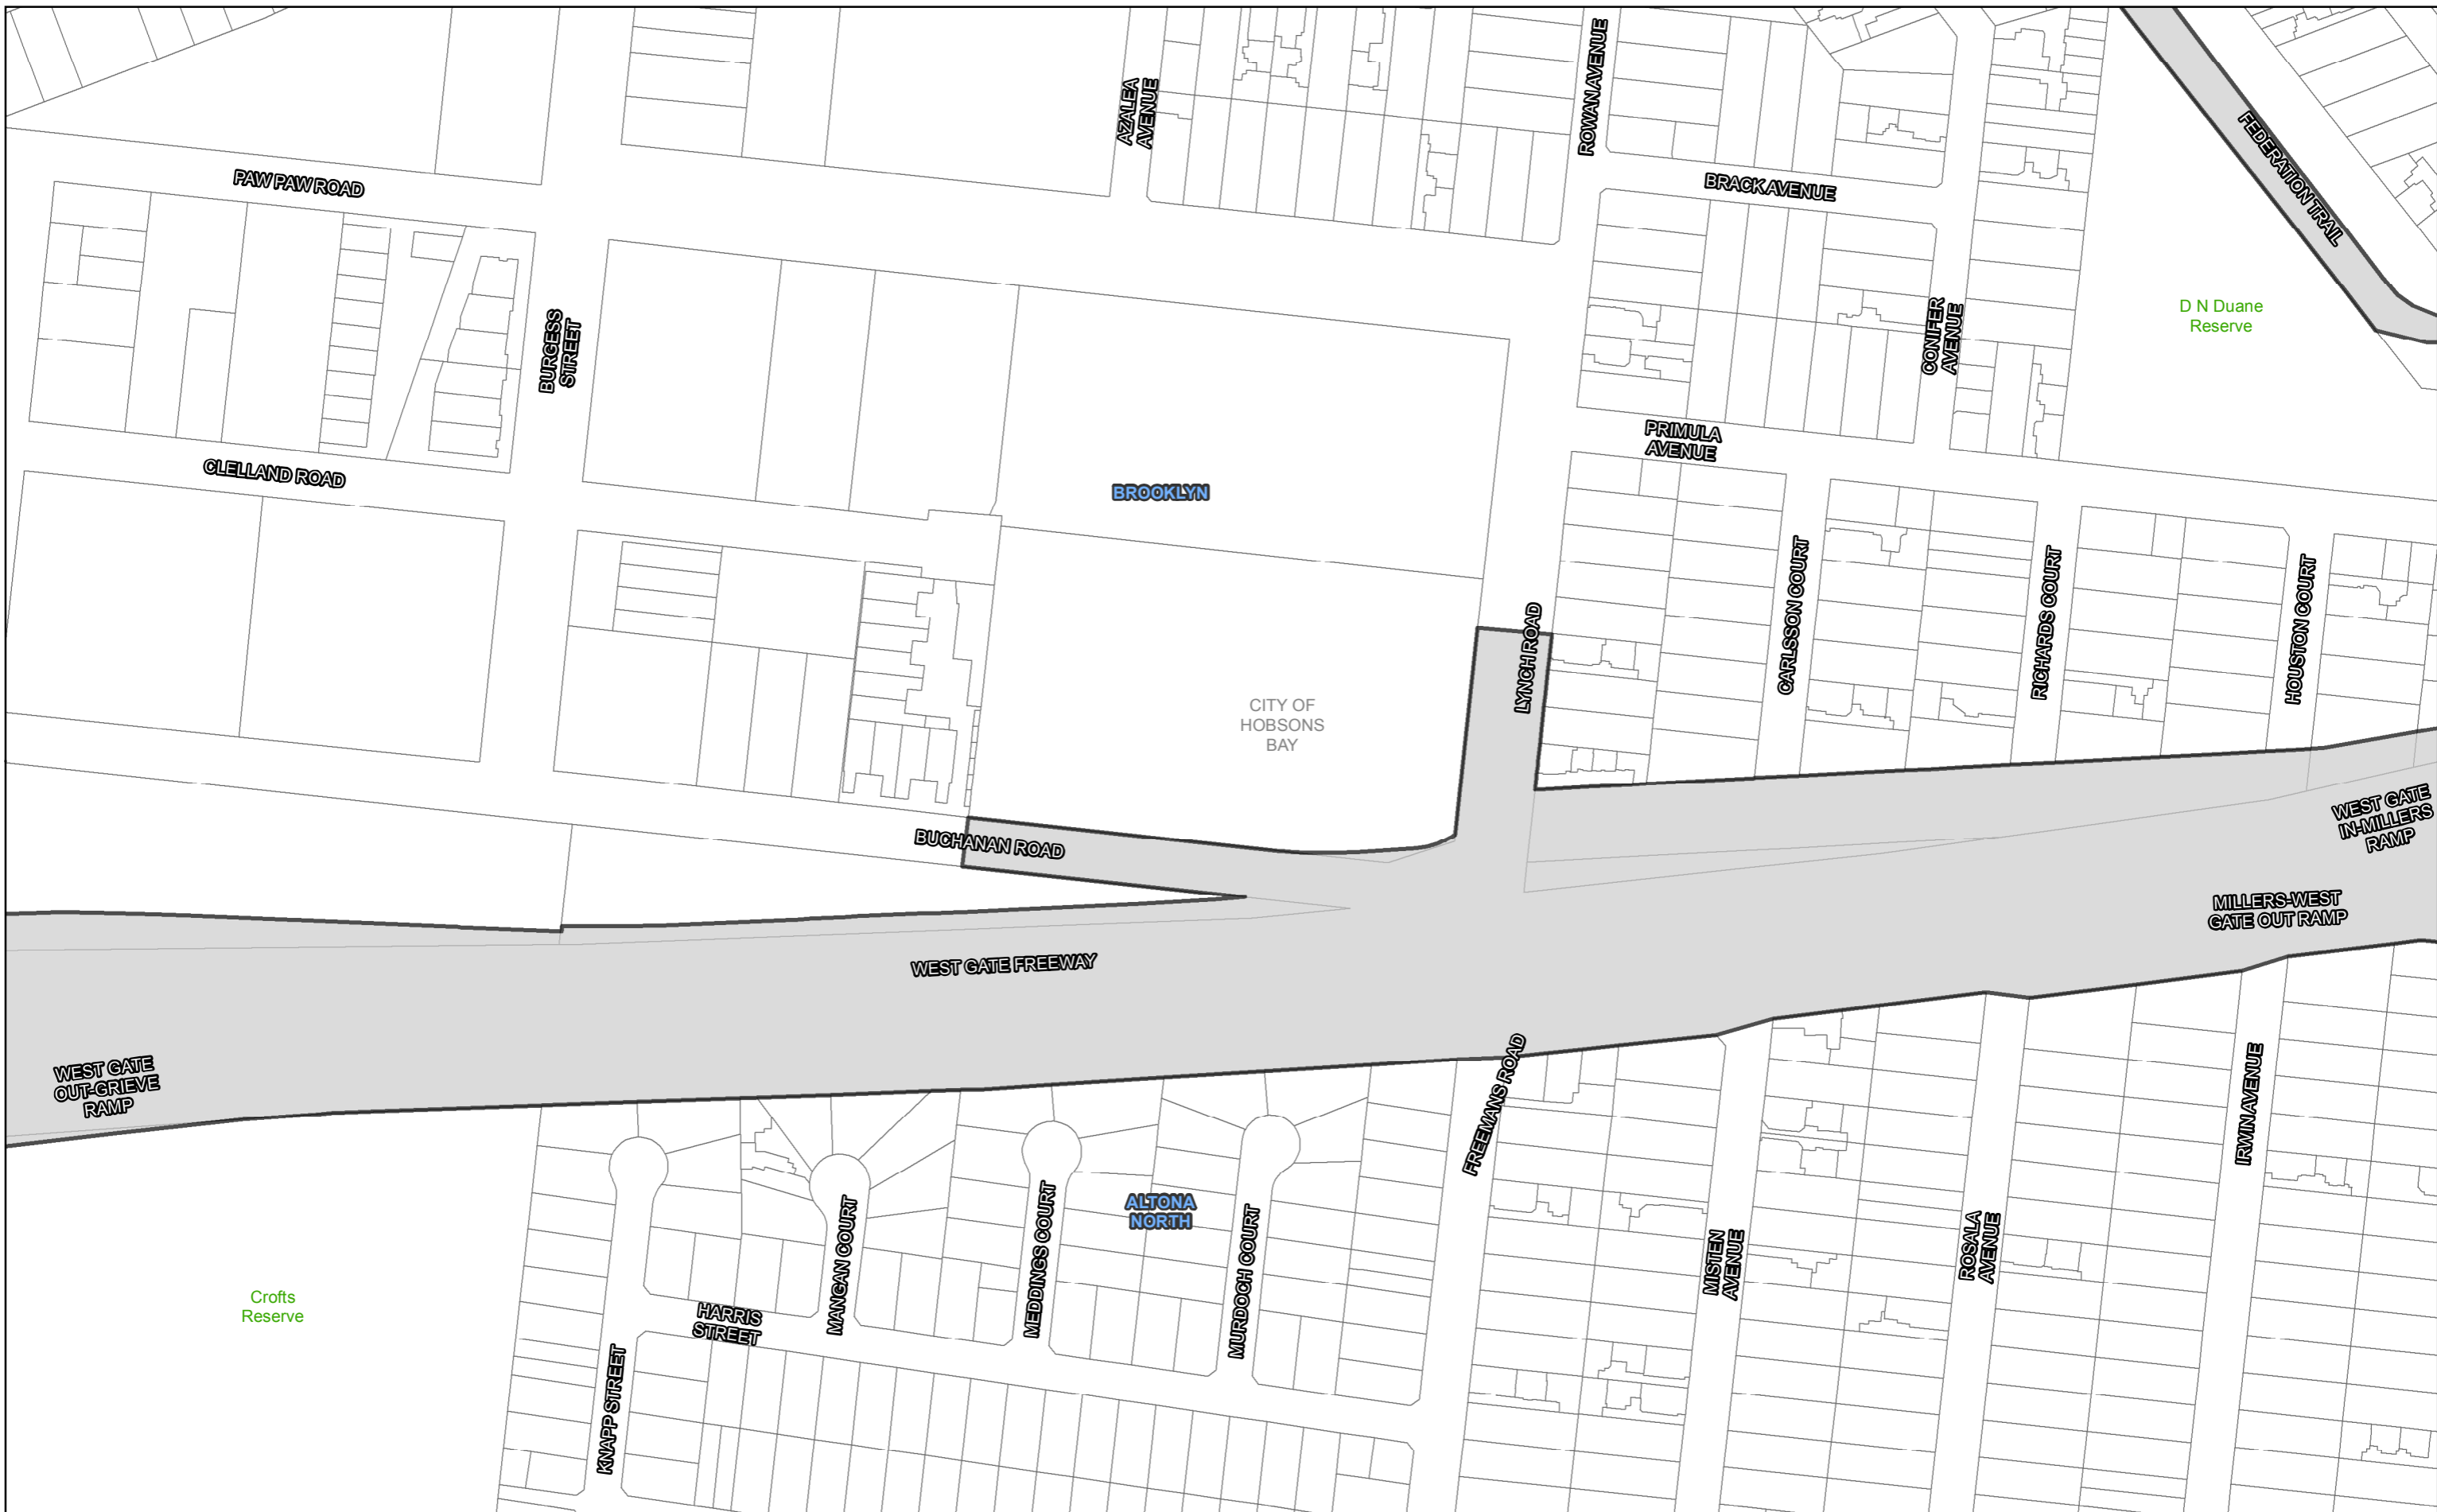 AZALEA
AVENUE
ROWAN AVENUE
FEDERATION TRAIL
PAW PAW ROAD
BRACK AVENUE
D N Duane
Reserve
BURGESS
STREET
CONIFER
AVENUE
PRIMULA
AVENUE
CLELLAND ROAD
BROOKLYN
LYNCH ROAD
CARLSSON COURT
RICHARDS COURT
HOUSTON COURT
CITY OF
HOBSONS
BAY
WEST GATE
IN-MILLERS
RAMP
BUCHANAN ROAD
MILLERS-WEST
GATE OUT RAMP
WEST GATE FREEWAY
WEST GATE
OUT-GRIEVE
RAMP
FREEMANS ROAD
IRWIN AVENUE
ALTONA
NORTH
MANGAN COURT
MEDDINGS COURT
MURDOCH COURT
MISTEN
AVENUE
ROSALA
AVENUE
Crofts
Reserve
HARRIS
STREET
KNAPP STREET